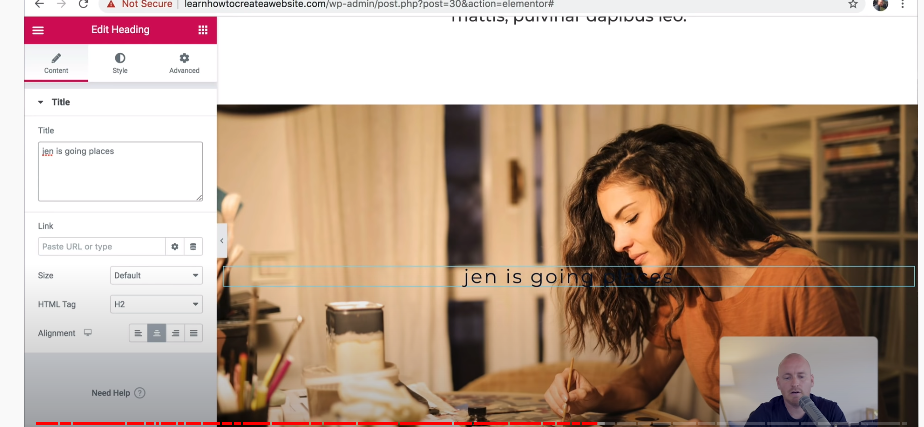 Not Secure | learnhowtocreateawebsite.com/wp-admin/post.php?post=30&action=elementor#
mattis, pulvinar dapibus leo.
Edit Heading
Content
Style
Advanced
Title
Title
jen is going places
Link
Paste URL or type
Size
Default
HTML Tag
H2
Alignment
Need Help ?
jen is going places